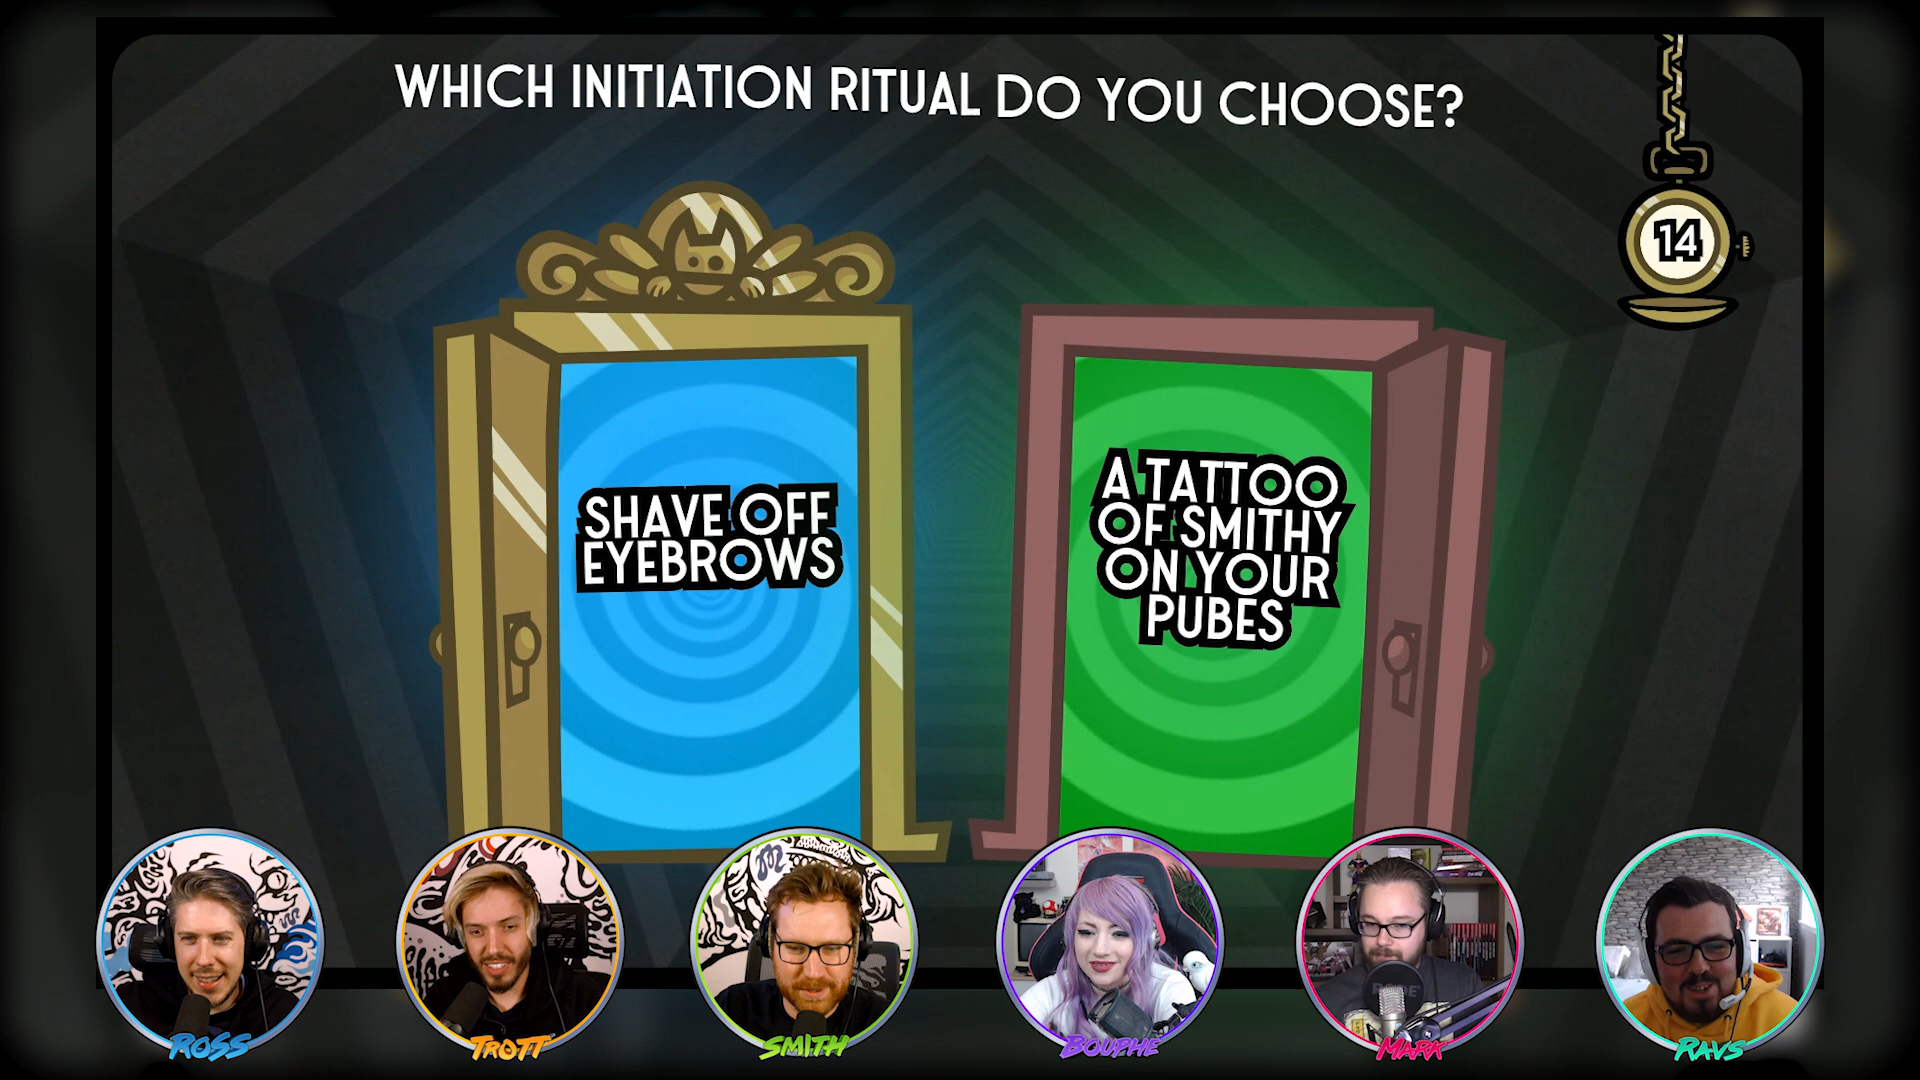 WHICH INITIATION RITUAL DO YOU CHOOSE?
14
SHAVE OFF
EYEBROWS
A TATTOO
OF SMITHY
ON YOUR
PUBES
ROSS
TROTT
SMITH
BOUPHE
MARK
RAVS